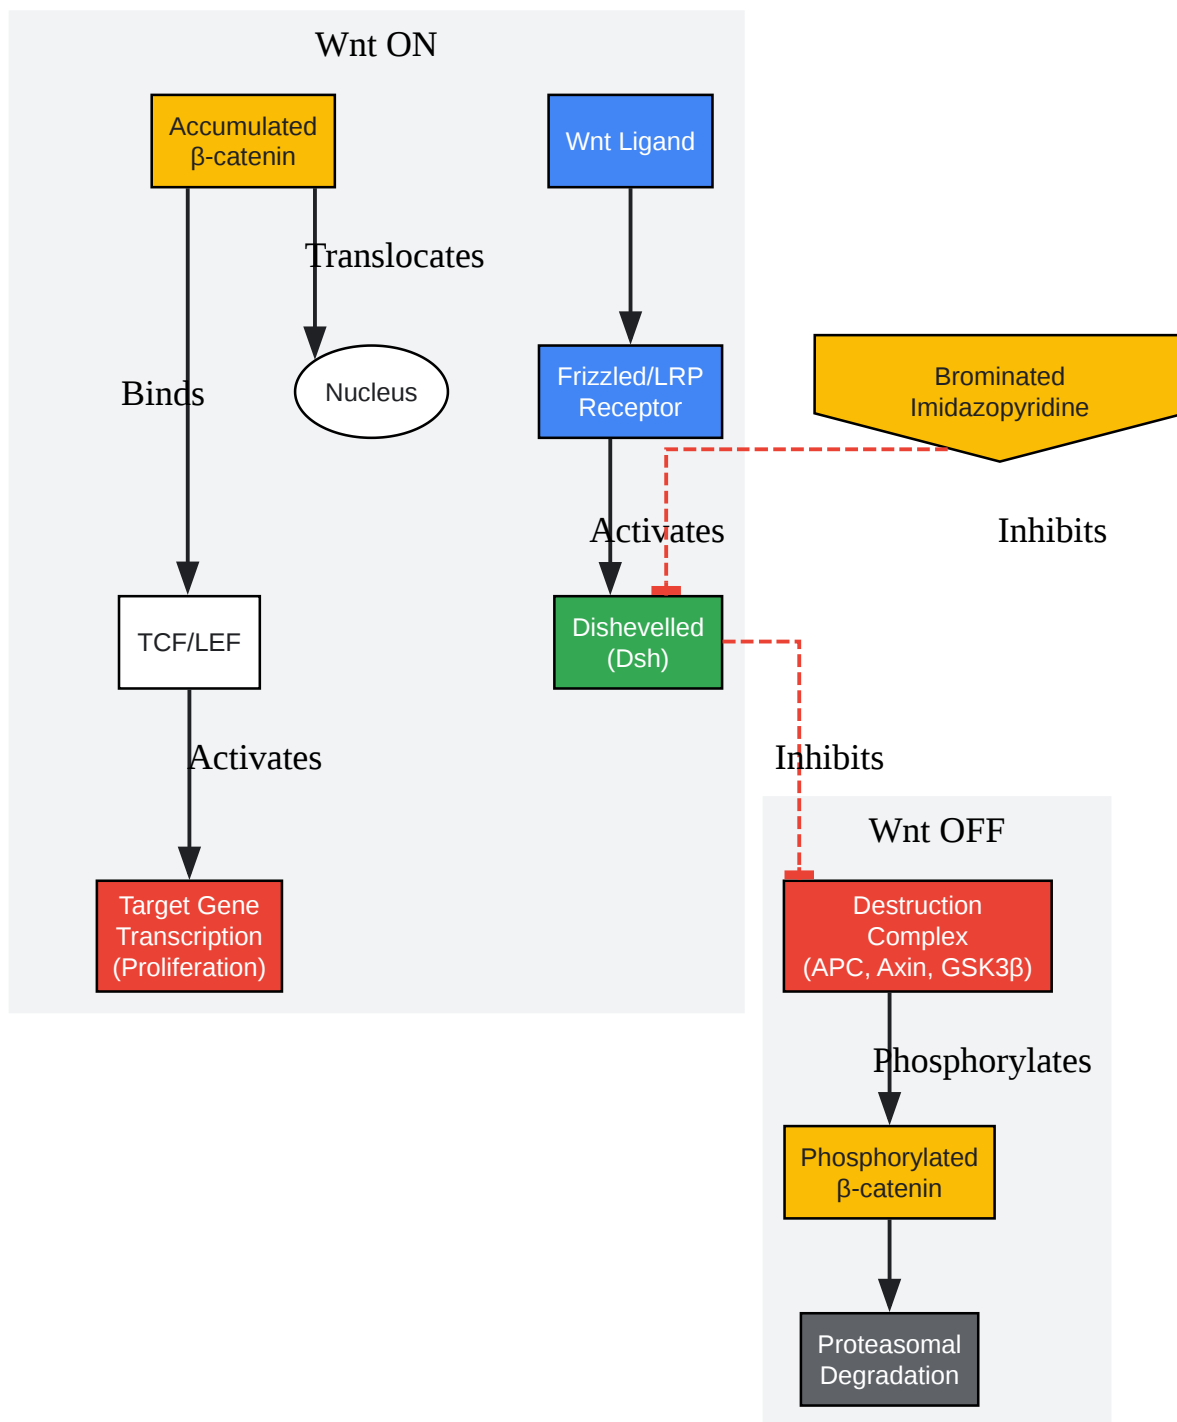 Wnt ON
Accumulated
β-catenin
Wnt Ligand
Translocates
Binds
Nucleus
Frizzled/LRP
Receptor
Brominated
Imidazopyridine
Activates
Inhibits
TCF/LEF
Dishevelled
(Dsh)
Activates
Inhibits
Wnt OFF
Target Gene
Transcription
(Proliferation)
Destruction
Complex
(APC, Axin, GSK3β)
Phosphorylates
Phosphorylated
β-catenin
Proteasomal
Degradation